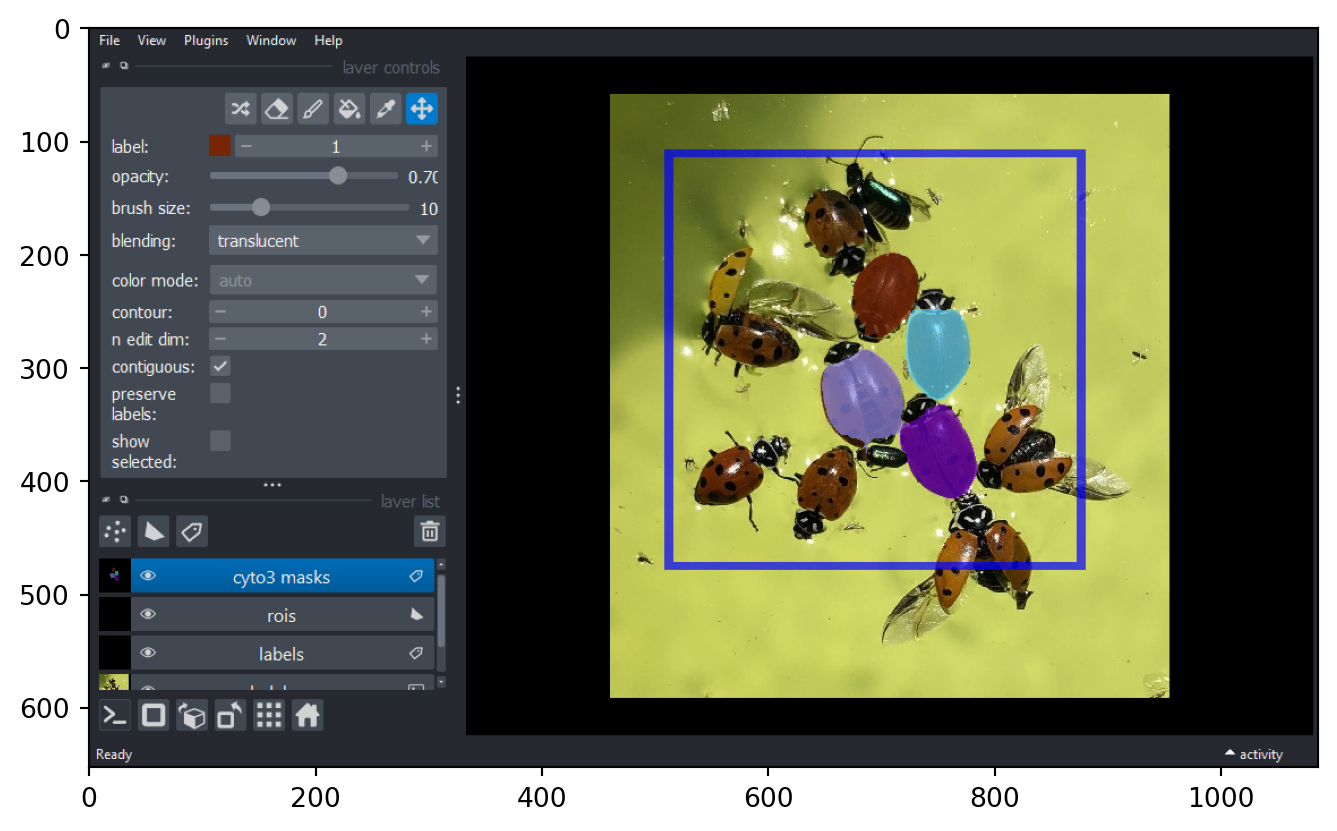 0
100
200
300
400
500
600
0 200 400 600 800 1000
File View Plugins Window Help
layer controls
label: 1
opacity: 0.70
brush size: 10
blending: translucent
color mode: auto
contour: 0
n edit dim: 2
contiguous:
preserve
labels:
show
selected:
layer list
cyto3 masks
rois
labels
Ready
activity